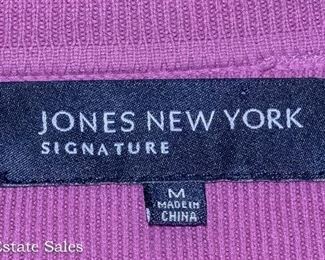 JONES NEW YORK
SIGNATURE
M
MADE IN
CHINA
Estate Sales